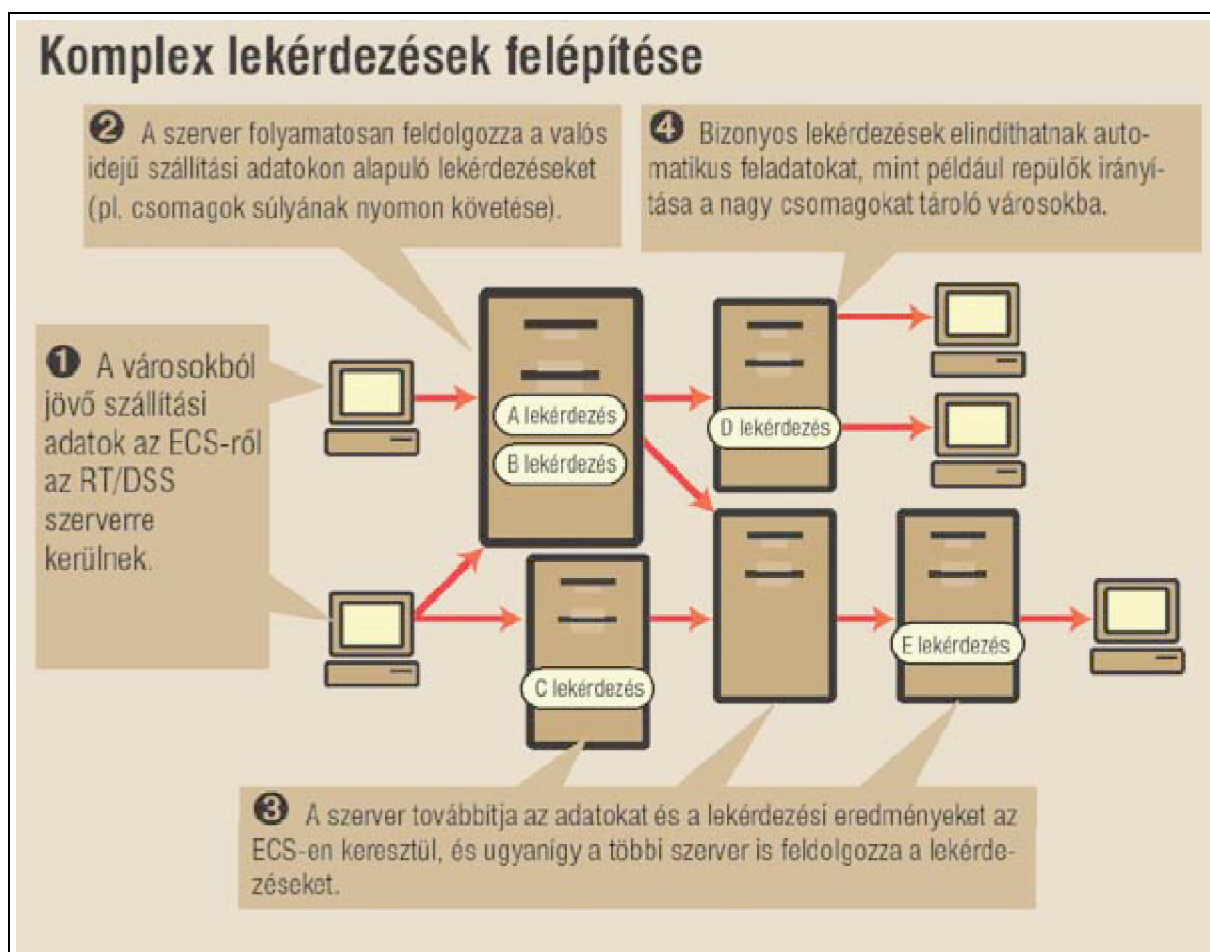 Komplex lekérdezések felépítése
❷ A szerver folyamatosan feldolgozza a valós
idejű szállítási adatokon alapuló lekérdezéseket
(pl. csomagok súlyának nyomon követése).
❹ Bizonyos lekérdezések elindíthatnak auto-
matikus feladatokat, mint például repülők irányí-
tása a nagy csomagokat tároló városokba.
❶ A városokból
jövő szállítási
adatok az ECS-ről
az RT/DSS
szerverre
kerülnek.
A lekérdezés
B lekérdezés
D lekérdezés
C lekérdezés
E lekérdezés
❸ A szerver továbbítja az adatokat és a lekérdezési eredményeket az
ECS-en keresztül, és ugyanígy a többi szerver is feldolgozza a lekérde-
zéseket.